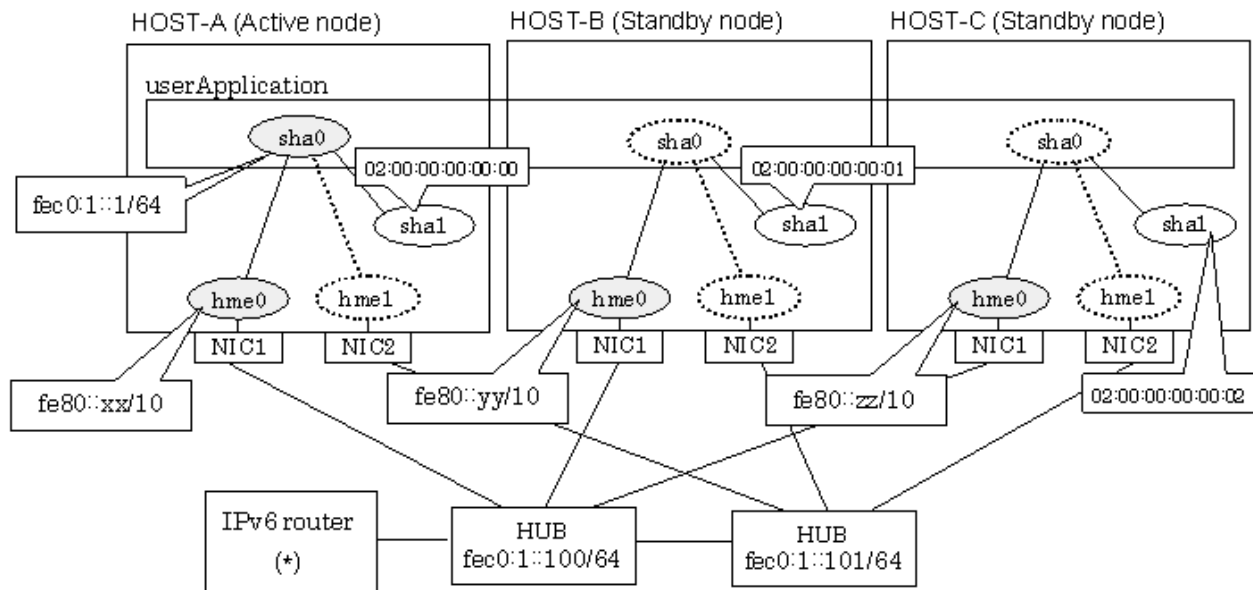 HOST-A (Active node)
HOST-B (Standby node)
HOST-C (Standby node)
userApplication
sha0
sha0
sha0
02:00:00:00:00:00
02:00:00:00:00:01
fec0:1::1/64
sha1
sha1
sha1
hme0
hme1
hme0
hme1
hme0
hme1
NIC1
NIC2
NIC1
NIC2
NIC1
NIC2
fe80::xx/10
fe80::yy/10
fe80::zz/10
02:00:00:00:00:02
IPv6 router
(*)
HUB
fec0:1::100/64
HUB
fec0:1::101/64